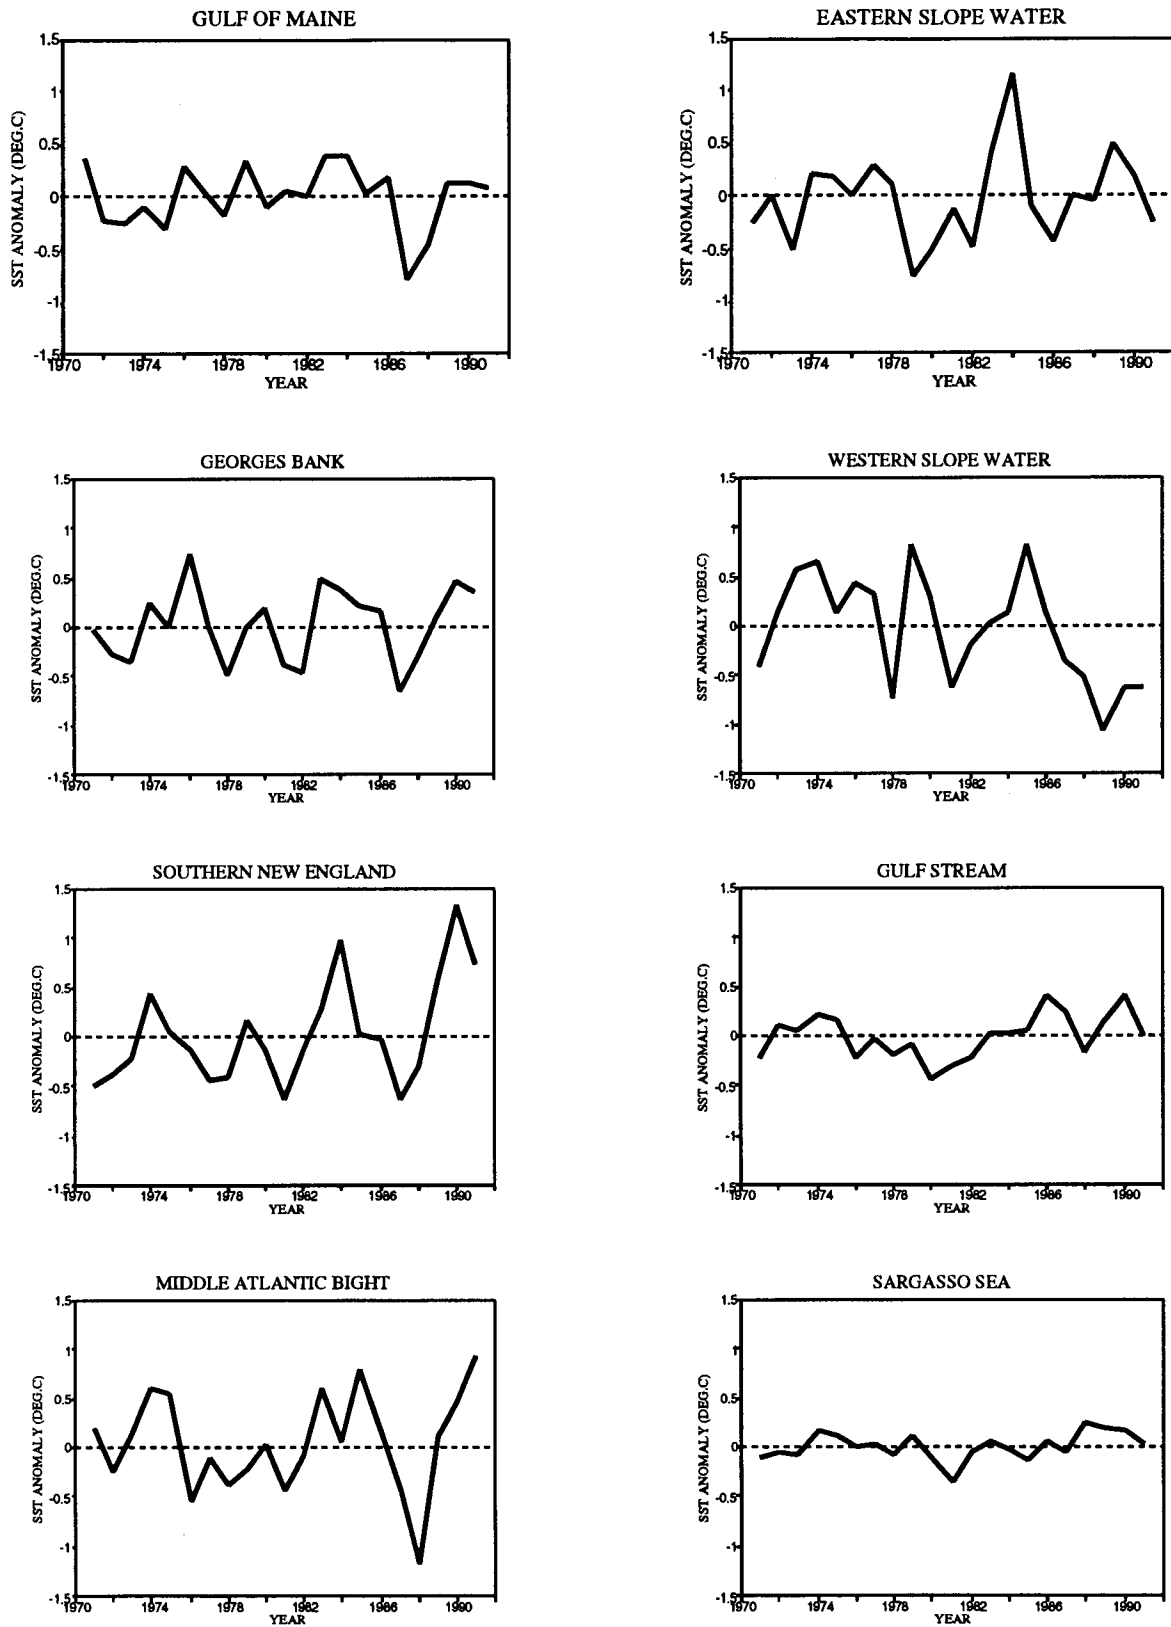 GULF OF MAINE
1.5
1
0.5
0
-0.5
-1
-1.5
SST ANOMALY (DEG.C)
1970 1974 1978 1982 1986 1990
YEAR
EASTERN SLOPE WATER
1.5
1
0.5
0
-0.5
-1
-1.5
SST ANOMALY (DEG.C)
1970 1974 1978 1982 1986 1990
YEAR
GEORGES BANK
1.5
1
0.5
0
-0.5
-1
-1.5
SST ANOMALY (DEG.C)
1970 1974 1978 1982 1986 1990
YEAR
WESTERN SLOPE WATER
1.5
1
0.5
0
-0.5
-1
-1.5
SST ANOMALY (DEG.C)
1970 1974 1978 1982 1986 1990
YEAR
SOUTHERN NEW ENGLAND
1.5
1
0.5
0
-0.5
-1
-1.5
SST ANOMALY (DEG.C)
1970 1974 1978 1982 1986 1990
YEAR
GULF STREAM
1.5
1
0.5
0
-0.5
-1
-1.5
SST ANOMALY (DEG.C)
1970 1974 1978 1982 1986 1990
YEAR
MIDDLE ATLANTIC BIGHT
1.5
1
0.5
0
-0.5
-1
-1.5
SST ANOMALY (DEG.C)
1970 1974 1978 1982 1986 1990
YEAR
SARGASSO SEA
1.5
1
0.5
0
-0.5
-1
-1.5
SST ANOMALY (DEG.C)
1970 1974 1978 1982 1986 1990
YEAR